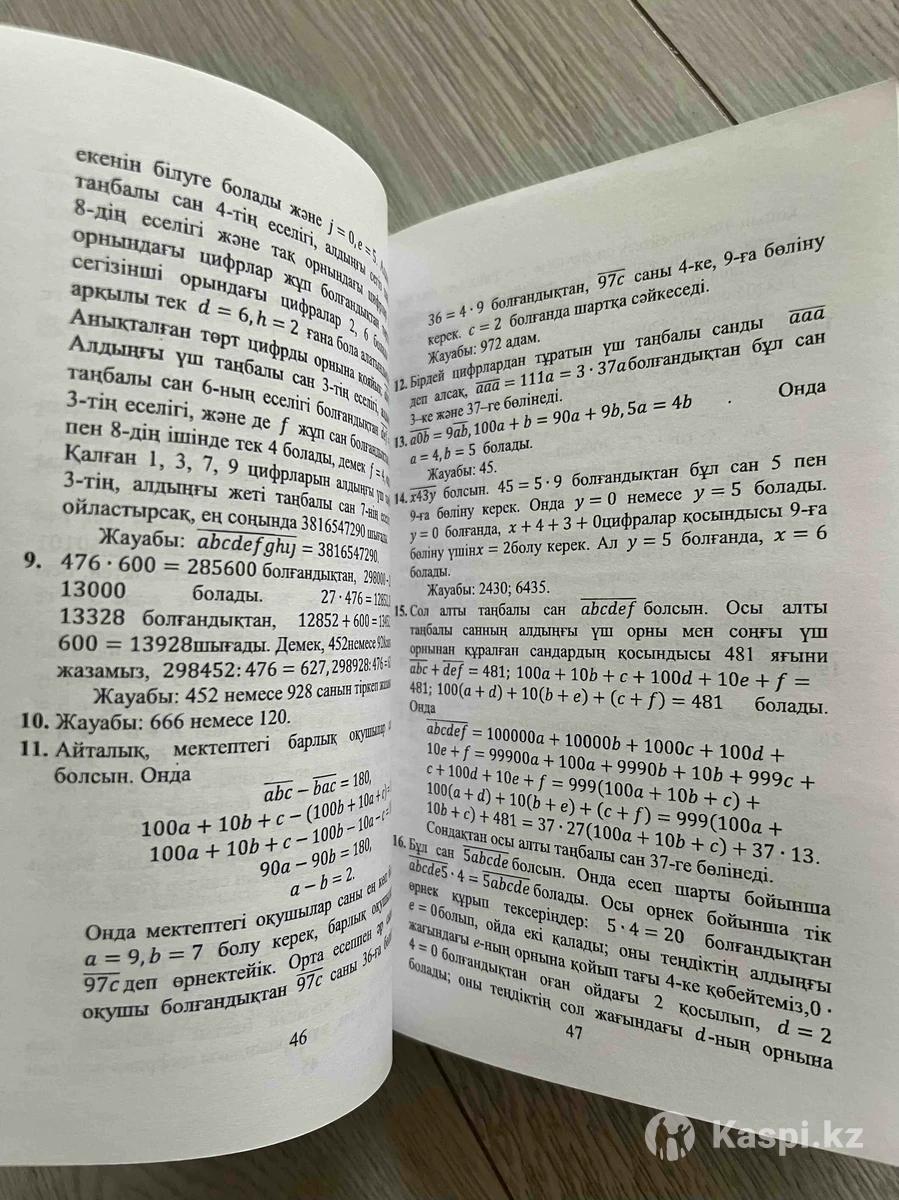 екенін білуге болады және j = 0, e = 5.
таңбалы сан 4-тің еселігі, алдыңғы
8-дің еселігі және тақ орнындағы
орнындағы цифрлар жұп болғандықтан
сегізінші орындағы цифралар 2, 6
арқылы тек d = 6, h = 2 ғана бола
Анықталған төрт цифрды орнына қояйық
Алдыңғы үш таңбалы сан 3-тің еселігі,
таңбалы сан 6-ның еселігі болғандықтан
3-тің еселігі, және де f жұп сан
пен 8-дің ішінде тек 4 болады, демек f = 4,
Қалған 1, 3, 7, 9 цифрларын алдыңғы үш
3-тің, алдыңғы жеті таңбалы сан 7-нің
ойластырсақ, ең соңында 3816547290 шығады.
Жауабы: abcdefghıȷ = 3816547290.
9. 476 · 600 = 285600 болғандықтан, 298000 -
13000 болады. 27 · 476 = 12852,
13328 болғандықтан, 12852 + 600 =
600 = 13928шығады. Демек, 452немесе 928
жазамыз, 298452: 476 = 627, 298928: 476 =
Жауабы: 452 немесе 928 санын тіркеп
10. Жауабы: 666 немесе 120.
11. Айталық, мектептегі барлық оқушылар
болсын. Онда
abc − bac = 180,
100a + 10b + c − (100b + 10a + c) =
100a + 10b + c − 100b − 10a − c =
90a − 90b = 180,
a − b = 2.
Онда мектептегі оқушылар саны ең көп
a = 9, b = 7 болу керек, барлық
97c деп өрнектейік. Орта есеппен әр
оқушы болғандықтан 97c саны 36-ға
46
36 = 4 · 9 болғандықтан, 97c саны 4-ке, 9-ға бөліну
керек. c = 2 болғанда шартқа сәйкеседі.
Жауабы: 972 адам.
12. Бірдей цифрлардан тұратын үш таңбалы санды aaa
деп алсақ, aaa = 111a = 3 · 37a болғандықтан бұл сан
3–ке және 37–ге бөлінеді.
13. a0b = 9ab, 100a + b = 90a + 9b, 5a = 4b . Онда
a = 4, b = 5 болады.
Жауабы: 45.
14. x43y болсын. 45 = 5 · 9 болғандықтан бұл сан 5 пен
9-ға бөліну керек. Онда y = 0 немесе y = 5 болады.
y = 0 болғанда, x + 4 + 3 + 0цифралар қосындысы 9-ға
бөліну үшінx = 2болу керек. Ал y = 5 болғанда, x = 6
болады.
Жауабы: 2430; 6435.
15. Сол алты таңбалы сан abcdef болсын. Осы алты
таңбалы санның алдыңғы үш орны мен соңғы үш
орнынан құралған сандардың қосындысы 481 яғыни
abc + def = 481; 100a + 10b + c + 100d + 10e + f =
481; 100(a + d) + 10(b + e) + (c + f) = 481 болады.
Онда
abcdef = 100000a + 10000b + 1000c + 100d +
10e + f = 99900a + 100a + 9990b + 10b + 999c +
c + 100d + 10e + f = 999(100a + 10b + c) +
100(a + d) + 10(b + e) + (c + f) = 999(100a +
10b + c) + 481 = 37 · 27(100a + 10b + c) + 37 · 13.
Сондақтан осы алты таңбалы сан 37-ге бөлінеді.
16. Бұл сан 5abcde болсын. Онда есеп шарты бойынша
abcde5 · 4 = 5abcde болады. Осы орнек бойынша тік
өрнек құрып тексеріңдер: 5 · 4 = 20 болғандықтан
e = 0болып, ойда екі қалады; оны теңдіктің алдыңғы
жағындағы e-ның орнына қойып тағы 4-ке көбейтеміз,0 ·
4 = 0 болғандықтан оған ойдағы 2 қосылып, d = 2
болады; оны теңдіктің сол жағындағы d-ның орнына
47
Kaspi.kz